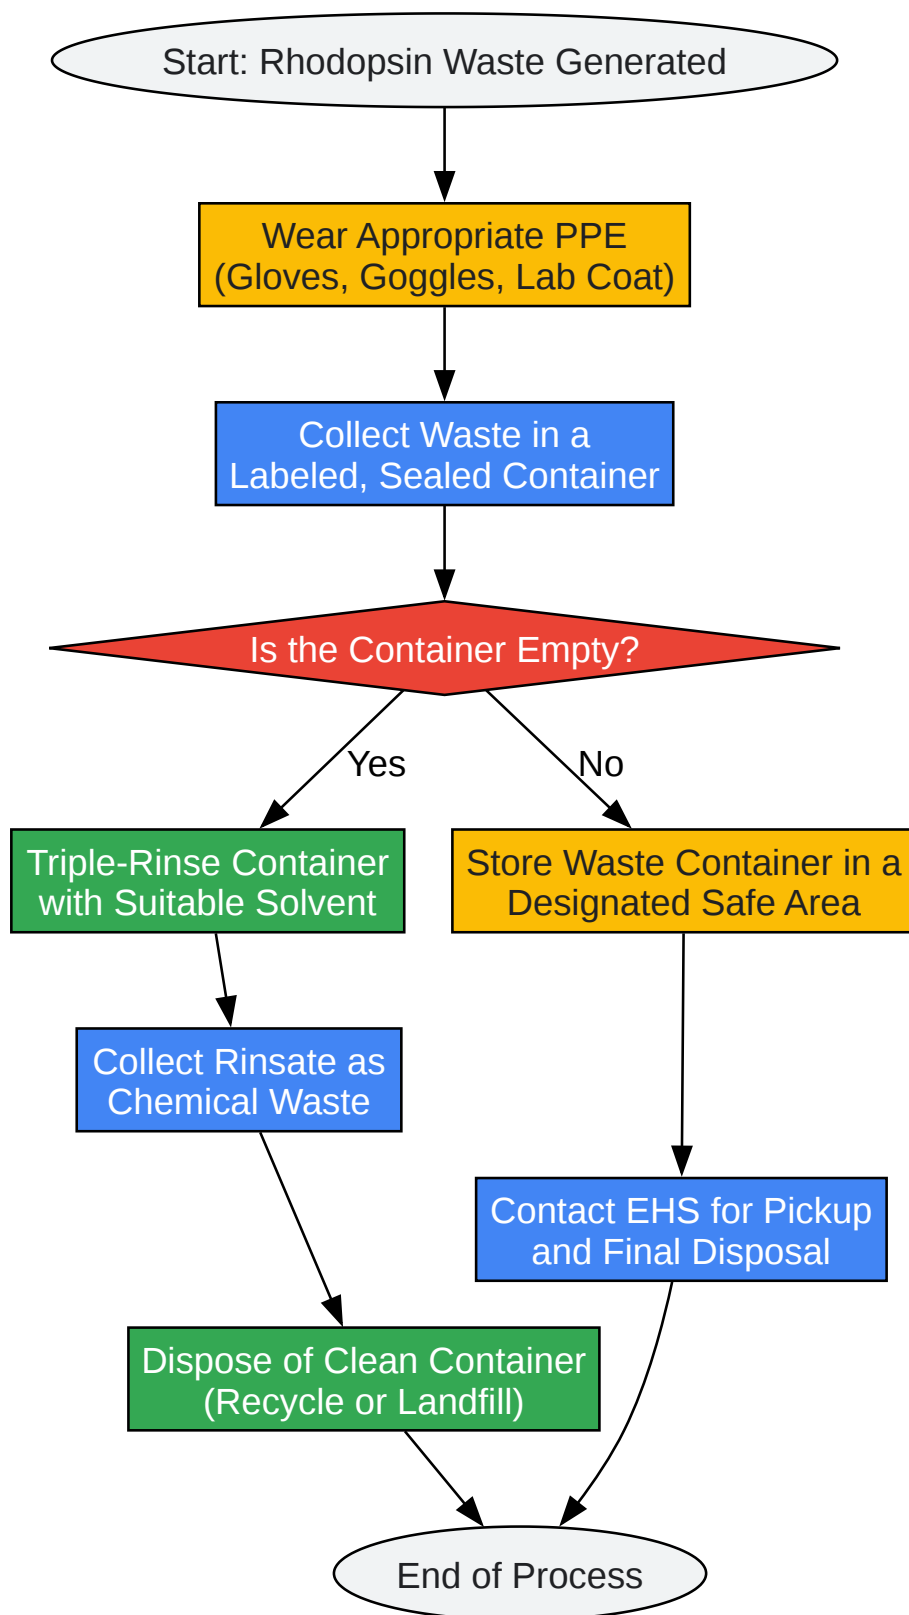 Start: Rhodopsin Waste Generated
Wear Appropriate PPE
(Gloves, Goggles, Lab Coat)
Collect Waste in a
Labeled, Sealed Container
Is the Container Empty?
Yes
No
Triple-Rinse Container
with Suitable Solvent
Store Waste Container in a
Designated Safe Area
Collect Rinsate as
Chemical Waste
Contact EHS for Pickup
and Final Disposal
Dispose of Clean Container
(Recycle or Landfill)
End of Process